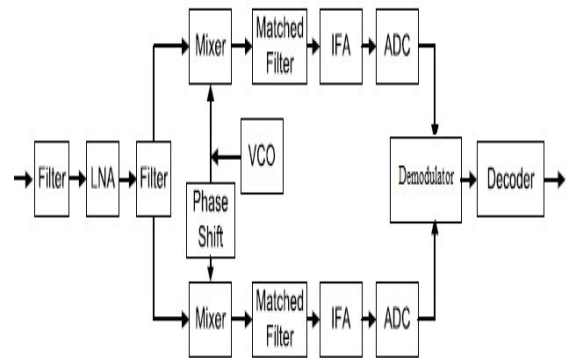 Mixer
Matched
Filter
IFA
ADC
VCO
Filter
LNA
Filter
Phase
Shift
Demodulator
Decoder
Mixer
Matched
Filter
IFA
ADC